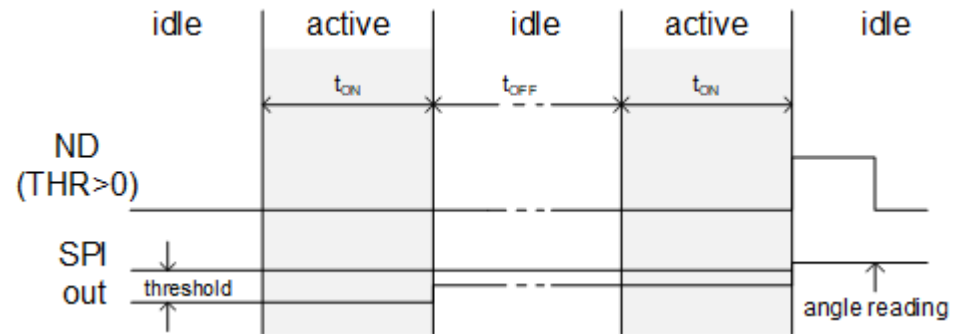 idle active idle active idle
tON tOFF tON
ND
(THR>0)
SPI
out
threshold
angle reading